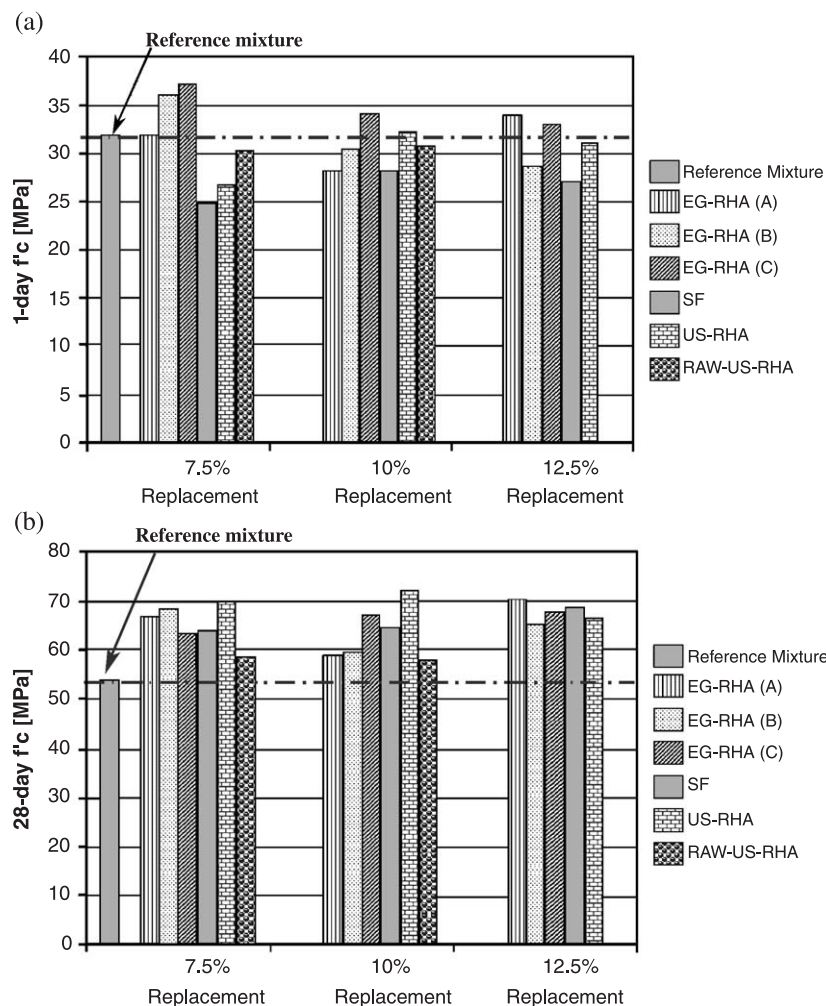 (a)
Reference mixture
40
35
30
25
20
15
10
5
0
1-day f'c [MPa]
7.5%
Replacement
10%
Replacement
12.5%
Replacement
Reference Mixture
EG-RHA (A)
EG-RHA (B)
EG-RHA (C)
SF
US-RHA
RAW-US-RHA
(b)
Reference mixture
80
70
60
50
40
30
20
10
0
28-day f'c [MPa]
7.5%
Replacement
10%
Replacement
12.5%
Replacement
Reference Mixture
EG-RHA (A)
EG-RHA (B)
EG-RHA (C)
SF
US-RHA
RAW-US-RHA